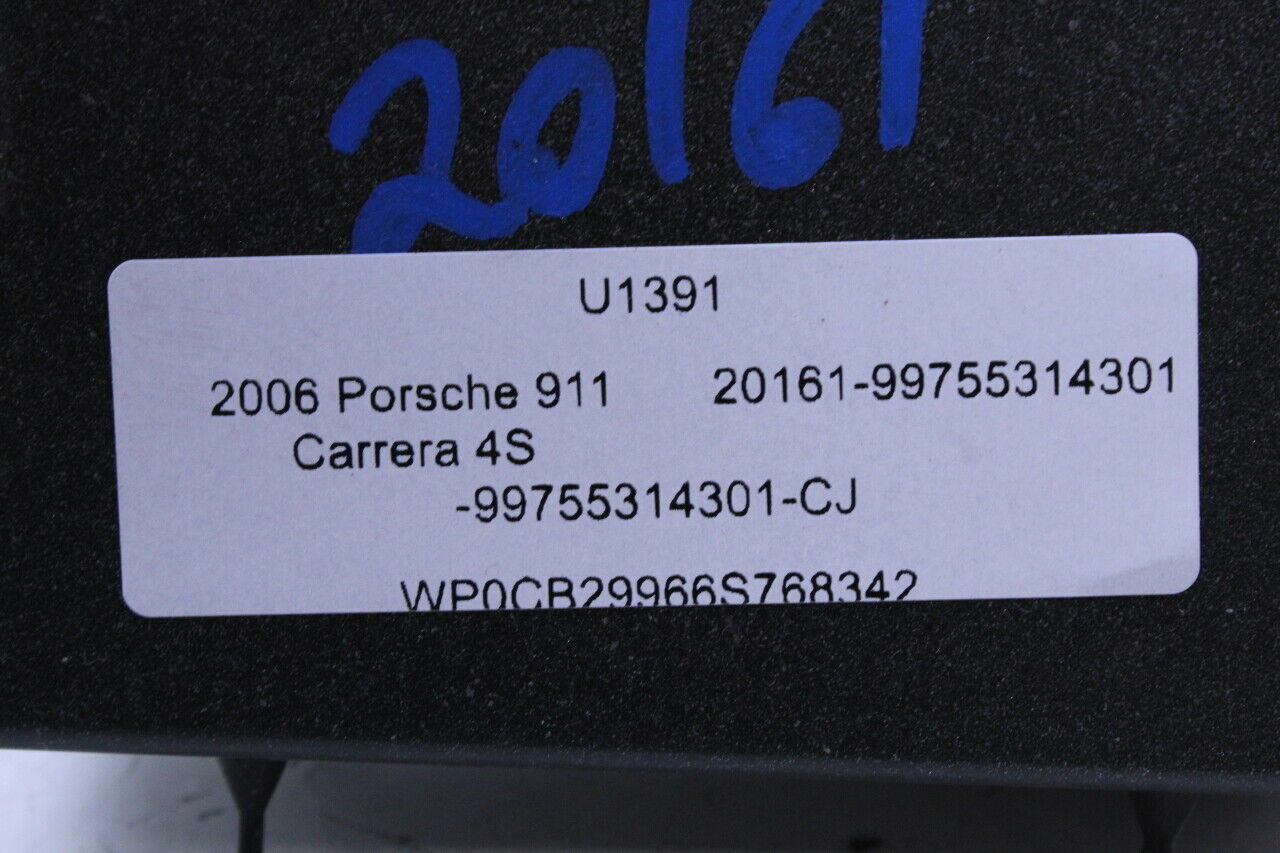 20161
U1391
2006 Porsche 911 20161-99755314301
Carrera 4S
-99755314301-CJ
WP0CB29966S768342